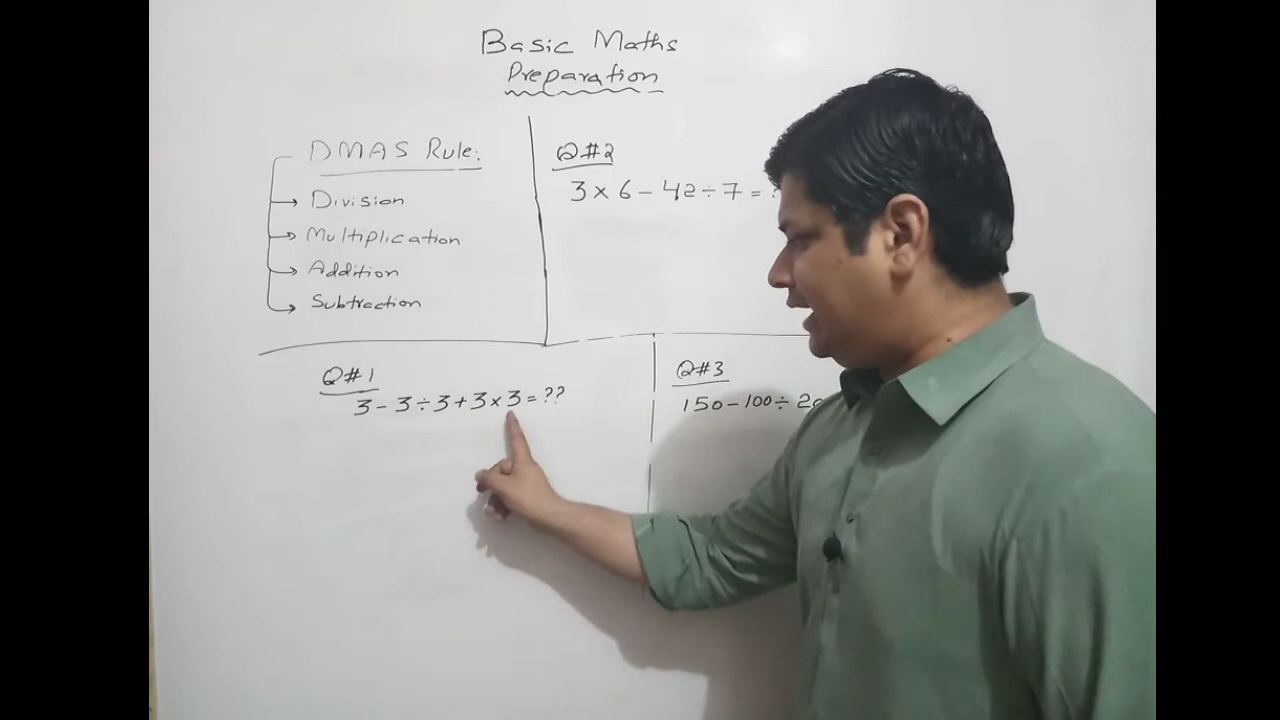 Basic Maths
Preparation
DMAS Rule:
Division
Multiplication
Addition
Subtraction
Q#2
3 × 6 - 42 ÷ 7 = ?
Q#1
3 - 3 ÷ 3 + 3 × 3 = ??
Q#3
150 - 100 ÷